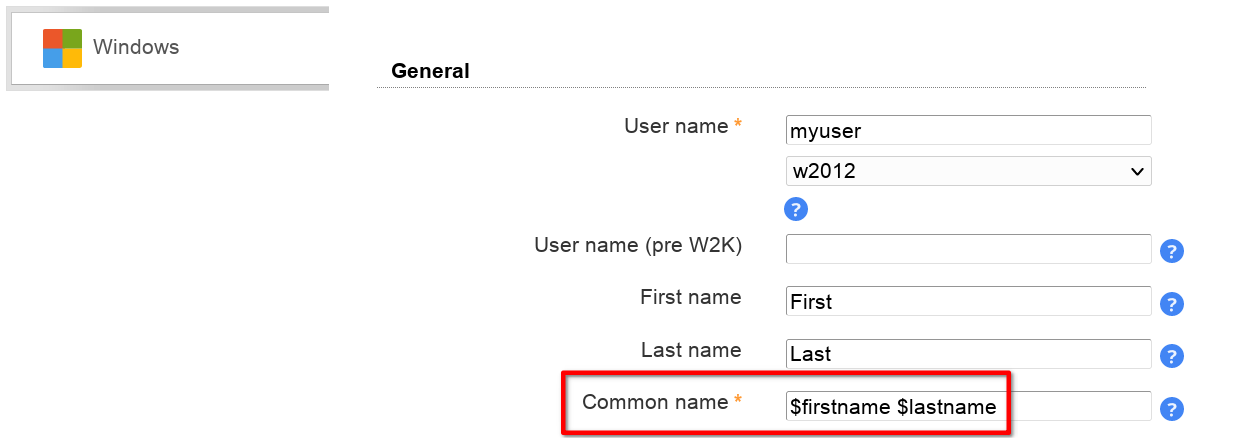 Windows
General
User name * myuser
w2012
?
User name (pre W2K) ?
First name First ?
Last name Last ?
Common name * $firstname $lastname ?